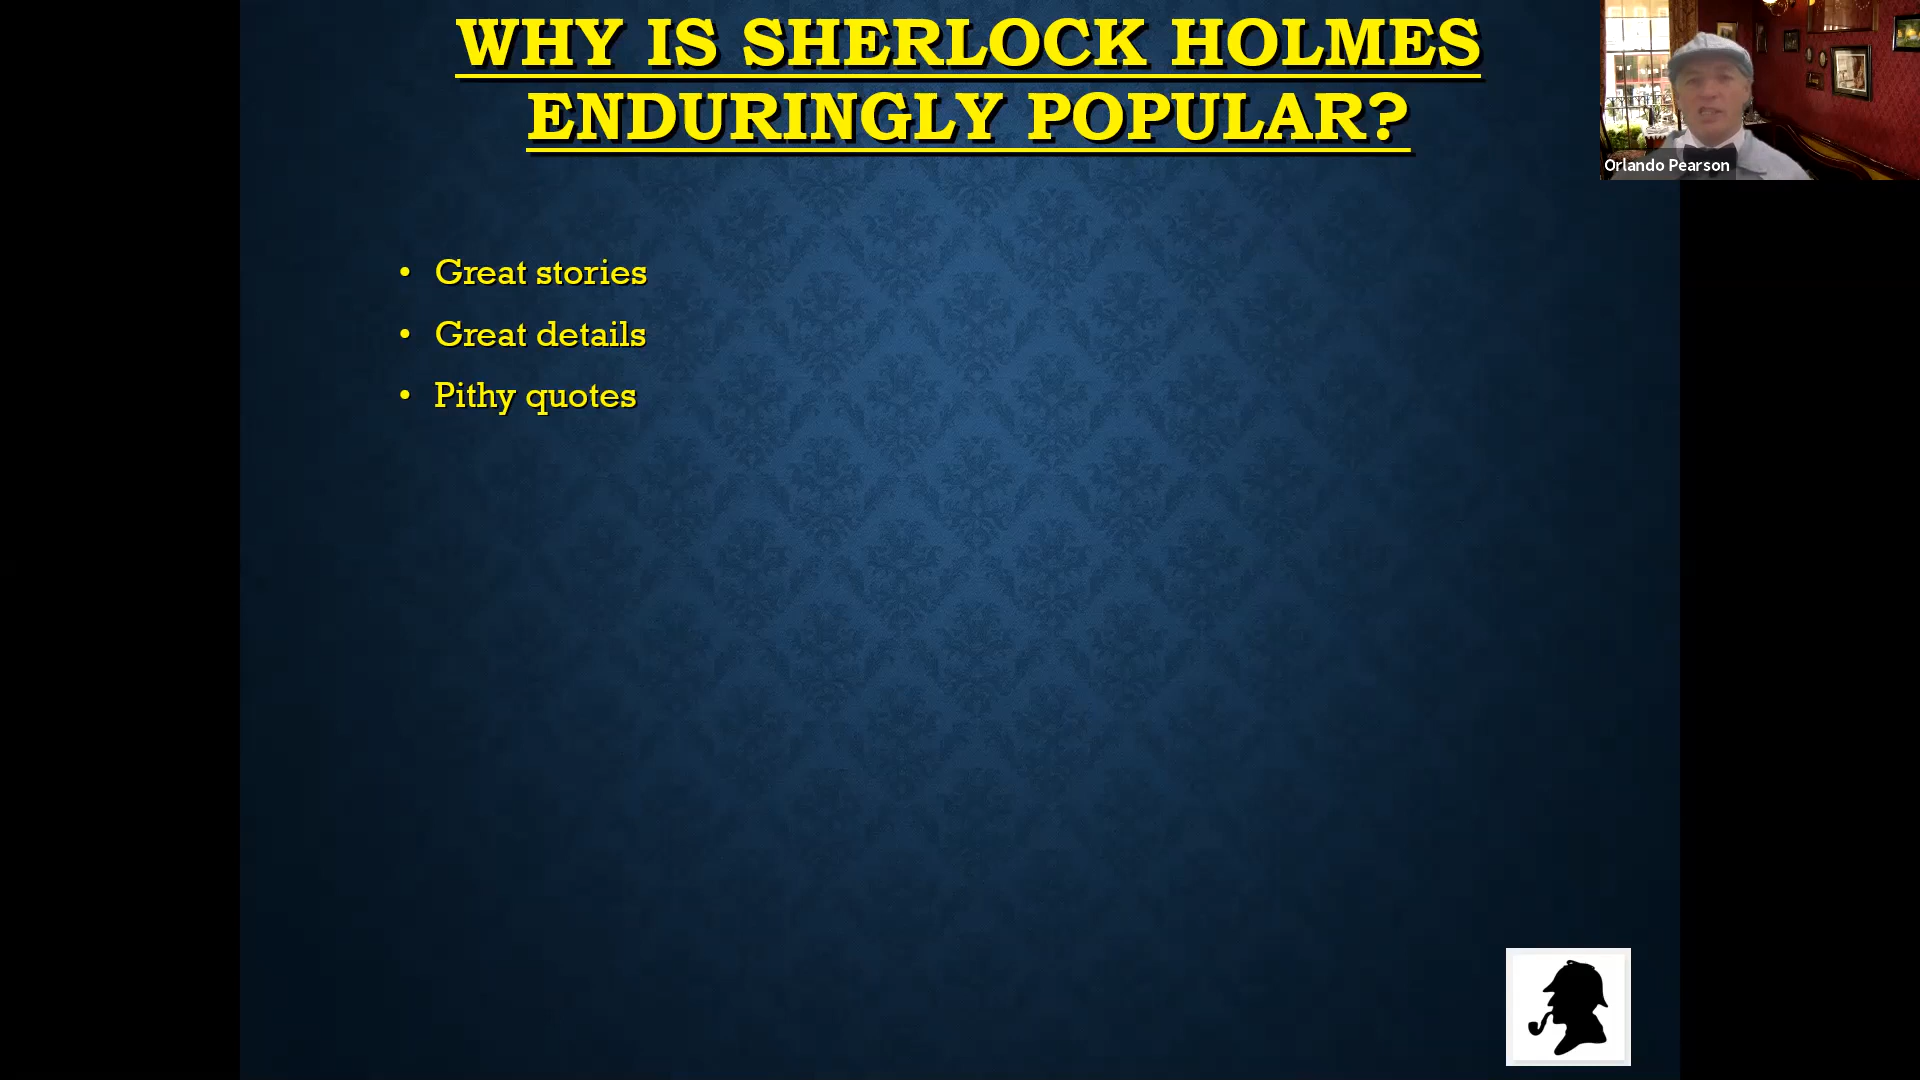 WHY IS SHERLOCK HOLMES
ENDURINGLY POPULAR?
• Great stories
• Great details
• Pithy quotes
Orlando Pearson